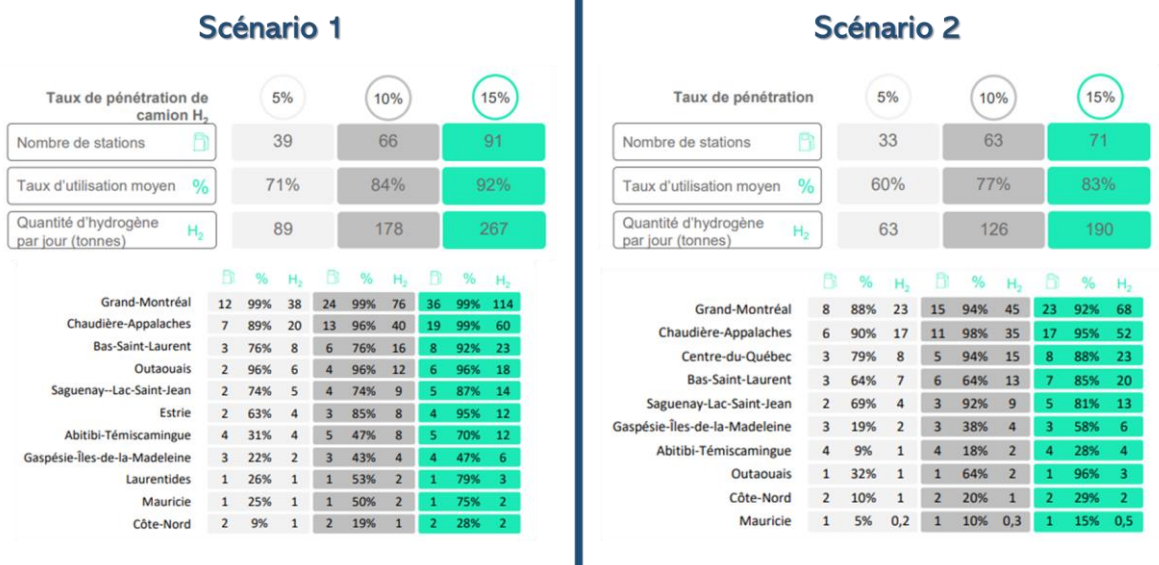 Scénario 1
Taux de pénétration de camion H2 5% 10% 15%
Nombre de stations 39 66 91
Taux d'utilisation moyen % 71% 84% 92%
Quantité d'hydrogène par jour (tonnes) H2 89 178 267
% H2 % H2 % H2
Grand-Montréal 12 99% 38 24 99% 76 36 99% 114
Chaudière-Appalaches 7 89% 20 13 96% 40 19 99% 60
Bas-Saint-Laurent 3 76% 8 6 76% 16 8 92% 23
Outaouais 2 96% 6 4 96% 12 6 96% 18
Saguenay--Lac-Saint-Jean 2 74% 5 4 74% 9 5 87% 14
Estrie 2 63% 4 3 85% 8 4 95% 12
Abitibi-Témiscamingue 4 31% 4 5 47% 8 5 70% 12
Gaspésie-Îles-de-la-Madeleine 3 22% 2 3 43% 4 4 47% 6
Laurentides 1 26% 1 1 53% 2 1 79% 3
Mauricie 1 25% 1 1 50% 2 1 75% 2
Côte-Nord 2 9% 1 2 19% 1 2 28% 2
Scénario 2
Taux de pénétration 5% 10% 15%
Nombre de stations 33 63 71
Taux d'utilisation moyen % 60% 77% 83%
Quantité d'hydrogène par jour (tonnes) H2 63 126 190
% H2 % H2 % H2
Grand-Montréal 8 88% 23 15 94% 45 23 92% 68
Chaudière-Appalaches 6 90% 17 11 98% 35 17 95% 52
Centre-du-Québec 3 79% 8 5 94% 15 8 88% 23
Bas-Saint-Laurent 3 64% 7 6 64% 13 7 85% 20
Saguenay-Lac-Saint-Jean 2 69% 4 3 92% 9 5 81% 13
Gaspésie-Îles-de-la-Madeleine 3 19% 2 3 38% 4 3 58% 6
Abitibi-Témiscamingue 4 9% 1 4 18% 2 4 28% 4
Outaouais 1 32% 1 1 64% 2 1 96% 3
Côte-Nord 2 10% 1 2 20% 1 2 29% 2
Mauricie 1 5% 0,2 1 10% 0,3 1 15% 0,5